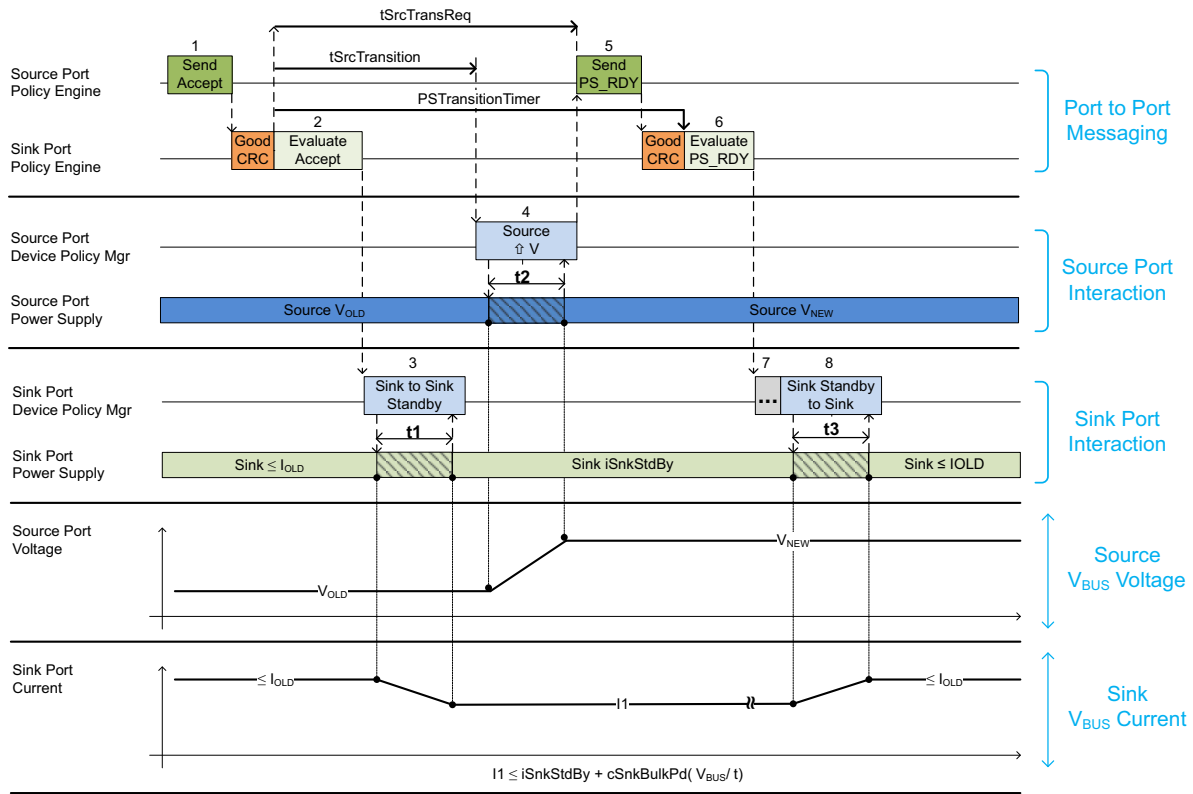 tSrcTransReq
1
tSrcTransition
5
Source Port
Policy Engine
Send
Accept
Send
PS_RDY
PSTransitionTimer
Port to Port
Messaging
2
6
Sink Port
Policy Engine
Good
CRC
Evaluate
Accept
Good
CRC
Evaluate
PS_RDY
4
Source Port
Device Policy Mgr
Source
⇧ V
t2
Source Port
Interaction
Source Port
Power Supply
Source VOLD
Source VNEW
3
7
8
Sink Port
Device Policy Mgr
Sink to Sink
Standby
...
Sink Standby
to Sink
t1
t3
Sink Port
Interaction
Sink Port
Power Supply
Sink ≤ IOLD
Sink iSnkStdBy
Sink ≤ IOLD
Source Port
Voltage
VOLD
VNEW
Source
VBUS Voltage
Sink Port
Current
≤ IOLD
I1
≤ IOLD
Sink
VBUS Current
I1 ≤ iSnkStdBy + cSnkBulkPd( VBUS/ t)